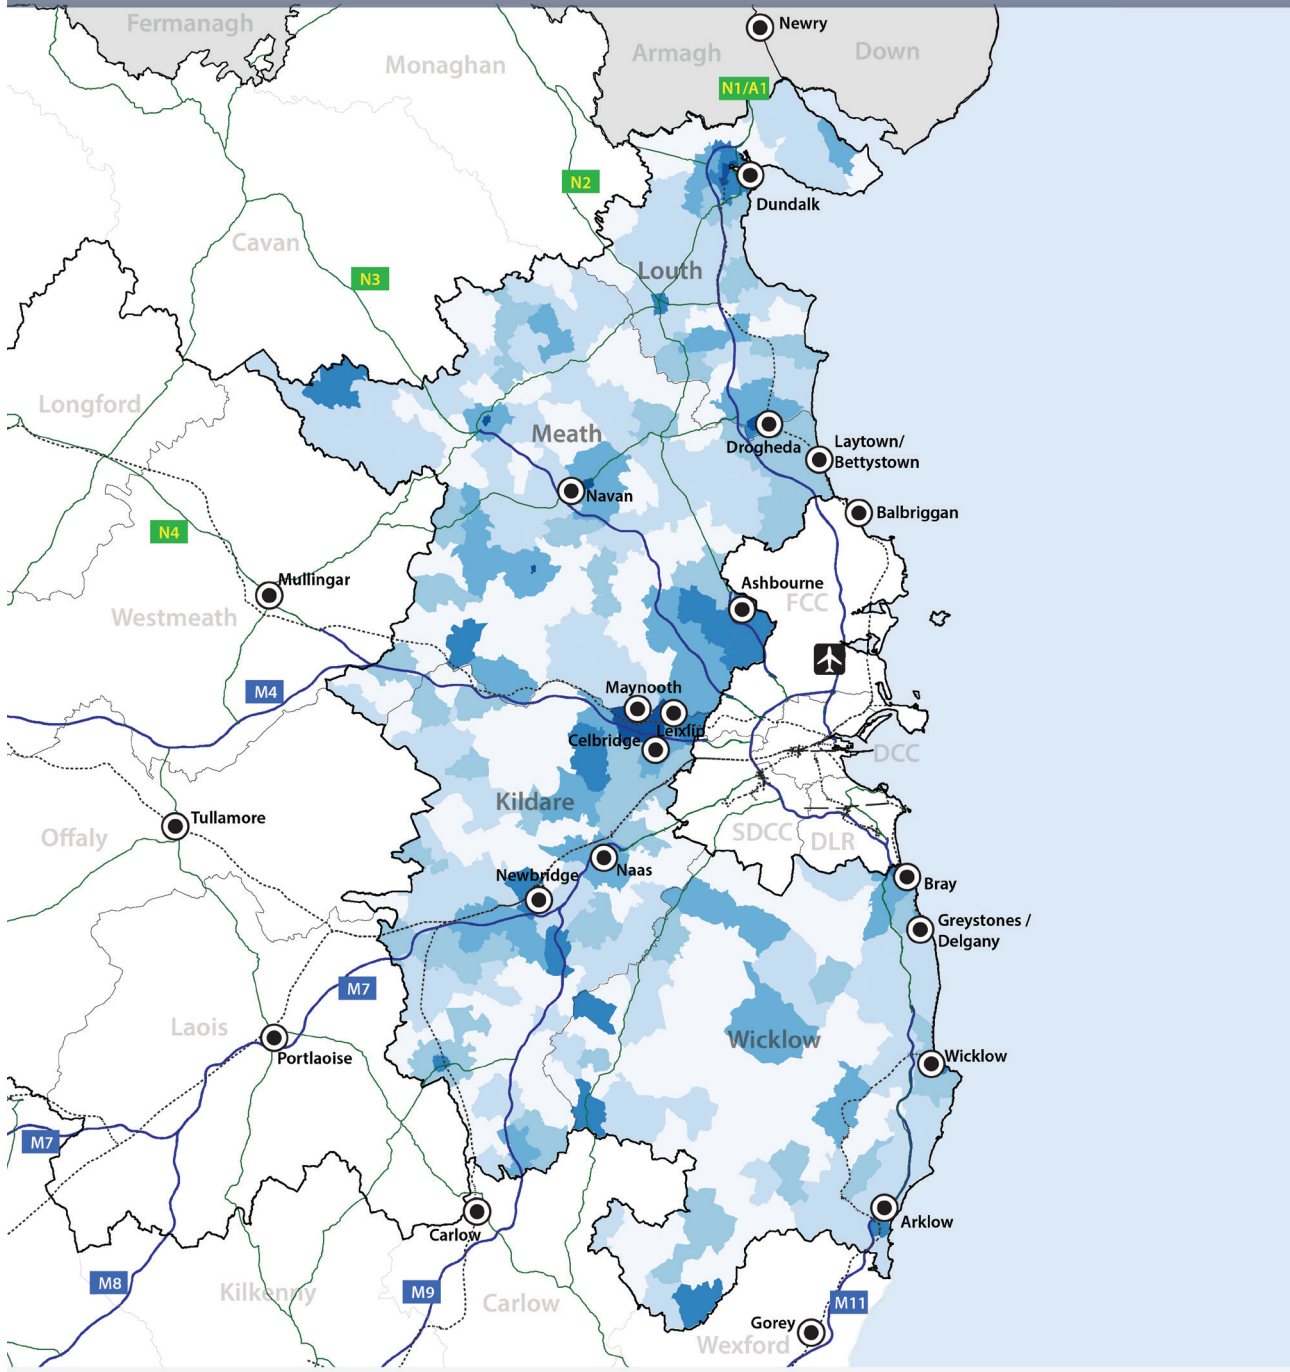 Fermanagh
Newry
Armagh
Down
Monaghan
N1/A1
N2
Dundalk
Cavan
Louth
N3
Longford
Meath
Drogheda
Laytown/
Bettystown
Navan
Balbriggan
N4
Mullingar
Ashbourne
FCC
Westmeath
M4
Maynooth
Leixlip
Celbridge
DCC
Kildare
Tullamore
Offaly
SDCC
DLR
Naas
Newbridge
Bray
Greystones /
Delgany
M7
Laois
Wicklow
Portlaoise
Wicklow
M7
Arklow
Carlow
M8
Kilkenny
M9
Carlow
M11
Gorey
Wexford